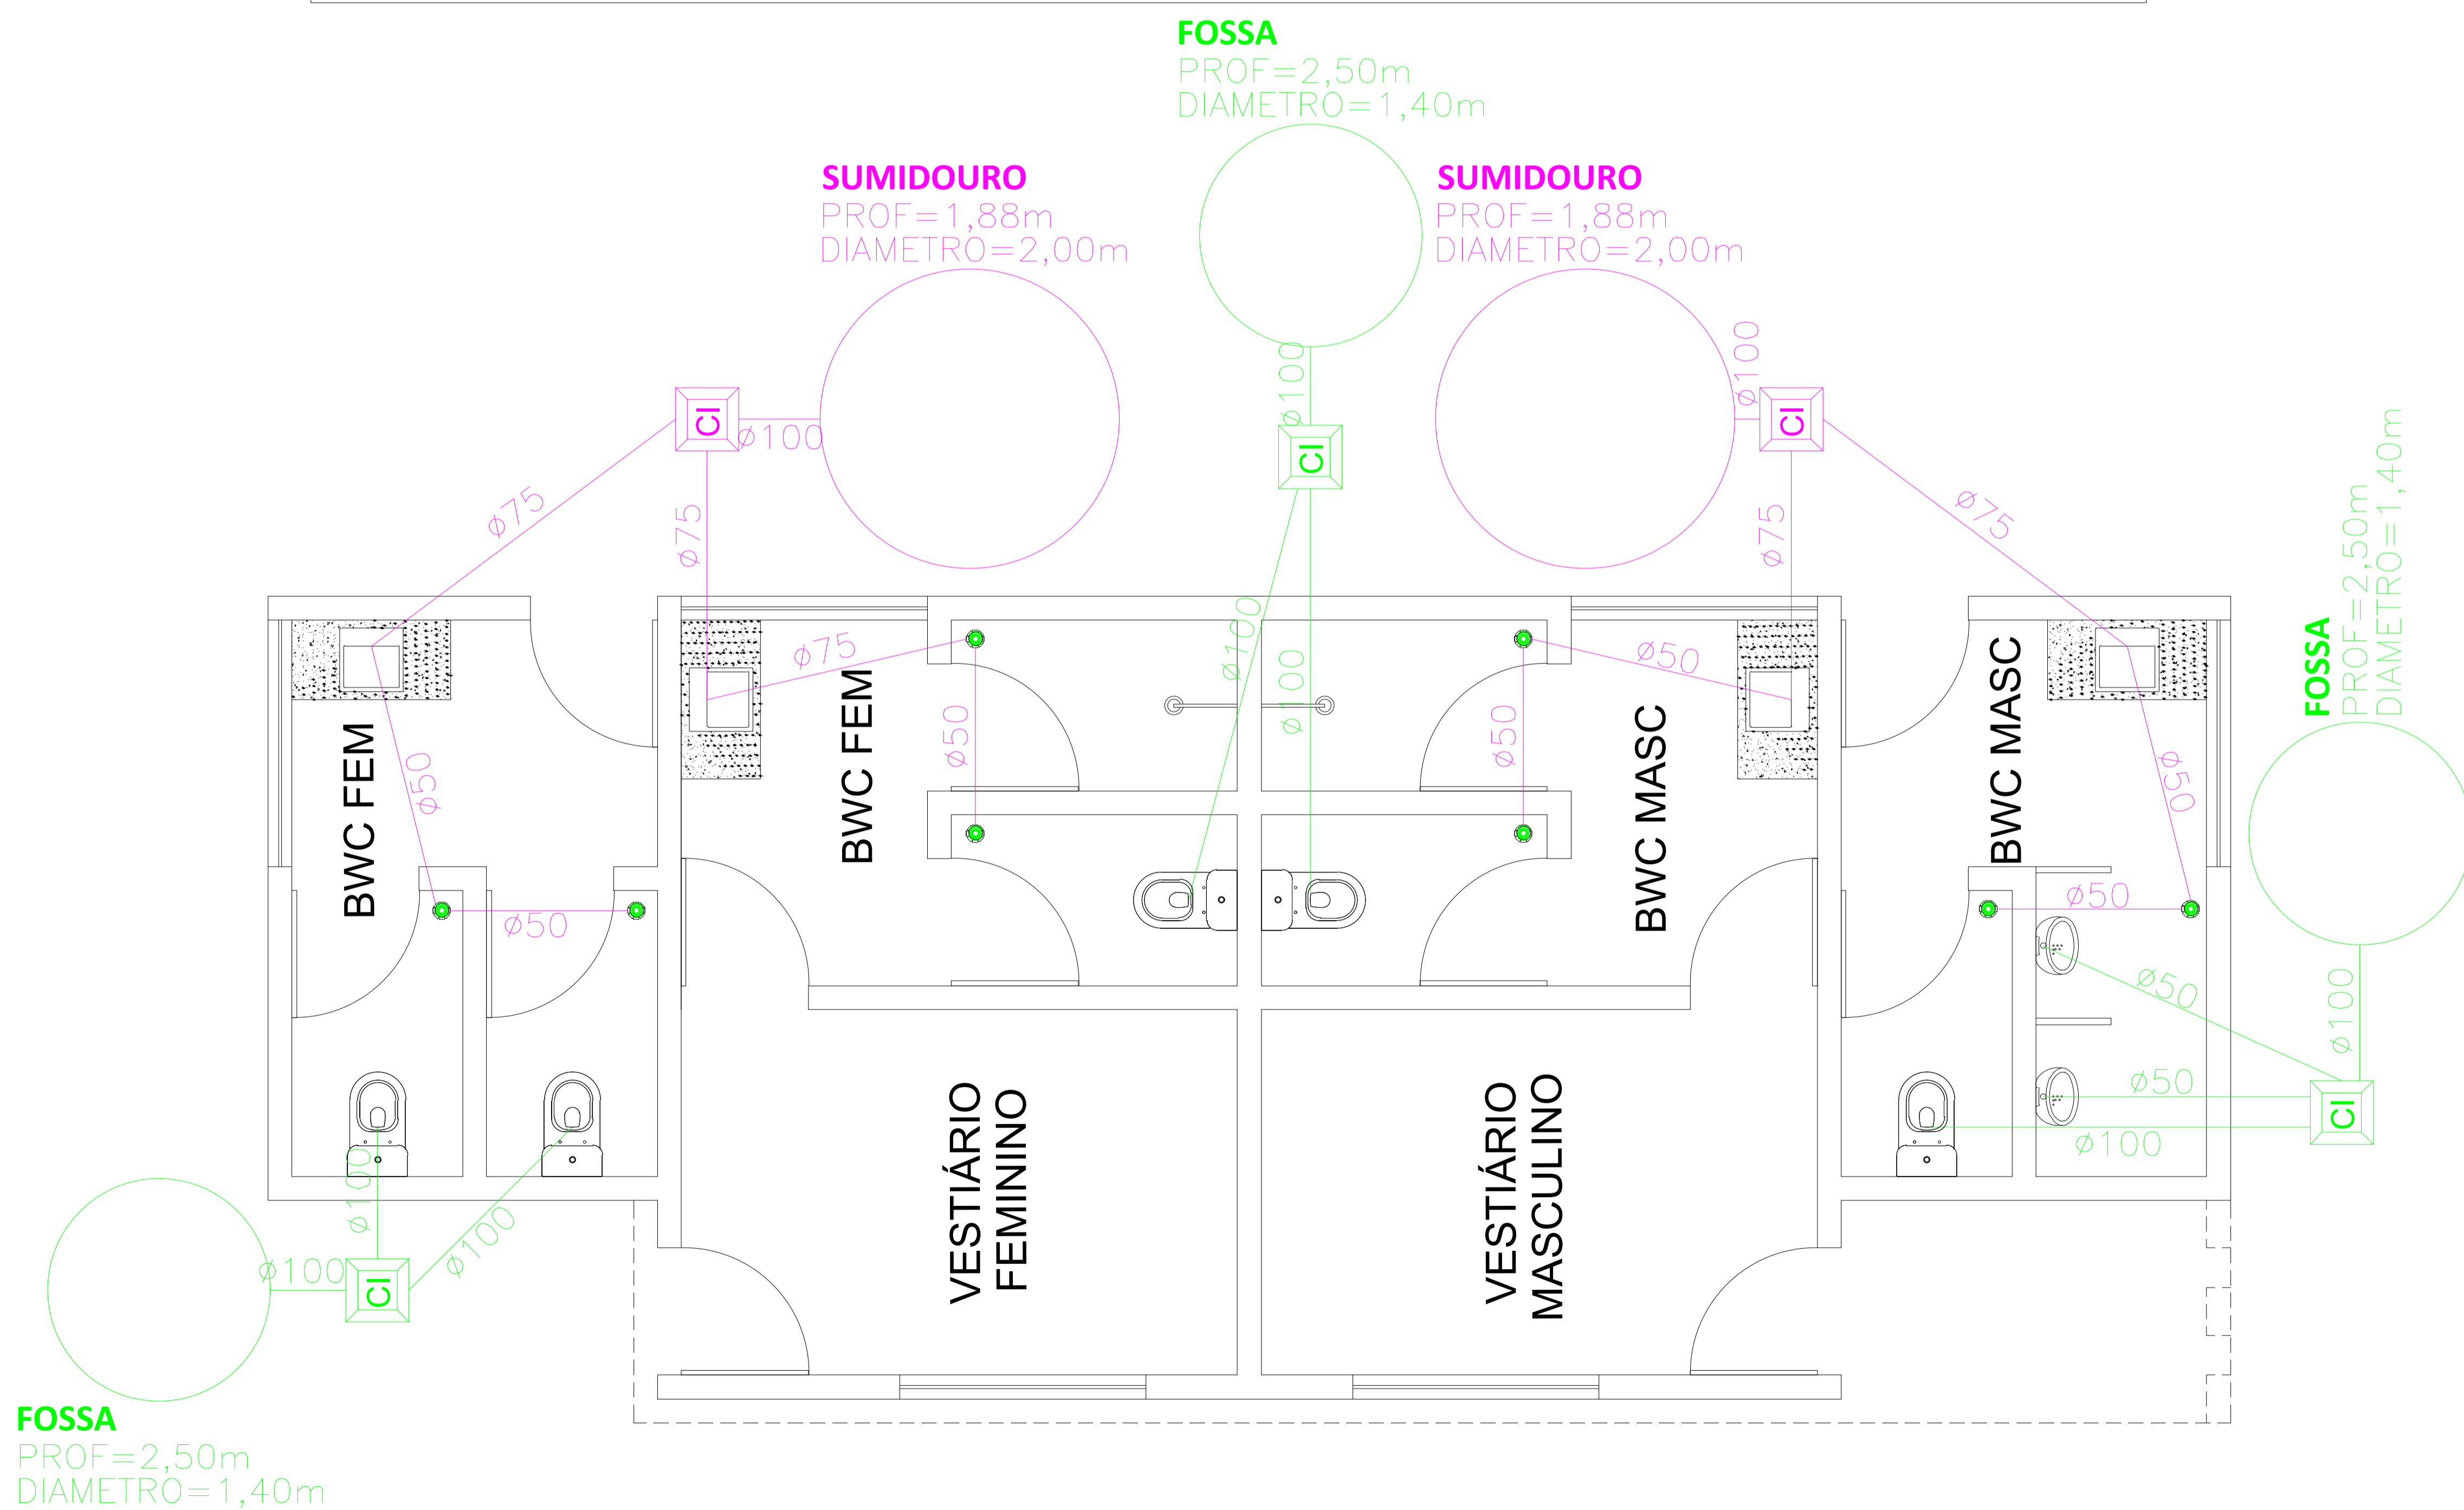 FOSSA
PROF=2,50m
DIAMETRO=1,40m
SUMIDOURO
PROF=1,88m
DIAMETRO=2,00m
SUMIDOURO
PROF=1,88m
DIAMETRO=2,00m
ø100
ø100
CI
ø100
CI
CI
ø75
ø75
ø75
ø75
FOSSA
PROF=2,50m
DIAMETRO=1,40m
ø100
ø100
ø75
ø50
BWC FEM
ø50
BWC FEM
ø50
ø50
BWC MASC
BWC MASC
ø50
ø50
ø50
ø50
ø100
ø50
ø100
CI
VESTIÁRIO
FEMININO
VESTIÁRIO
MASCULINO
ø100
ø100
ø100
CI
FOSSA
PROF=2,50m
DIAMETRO=1,40m